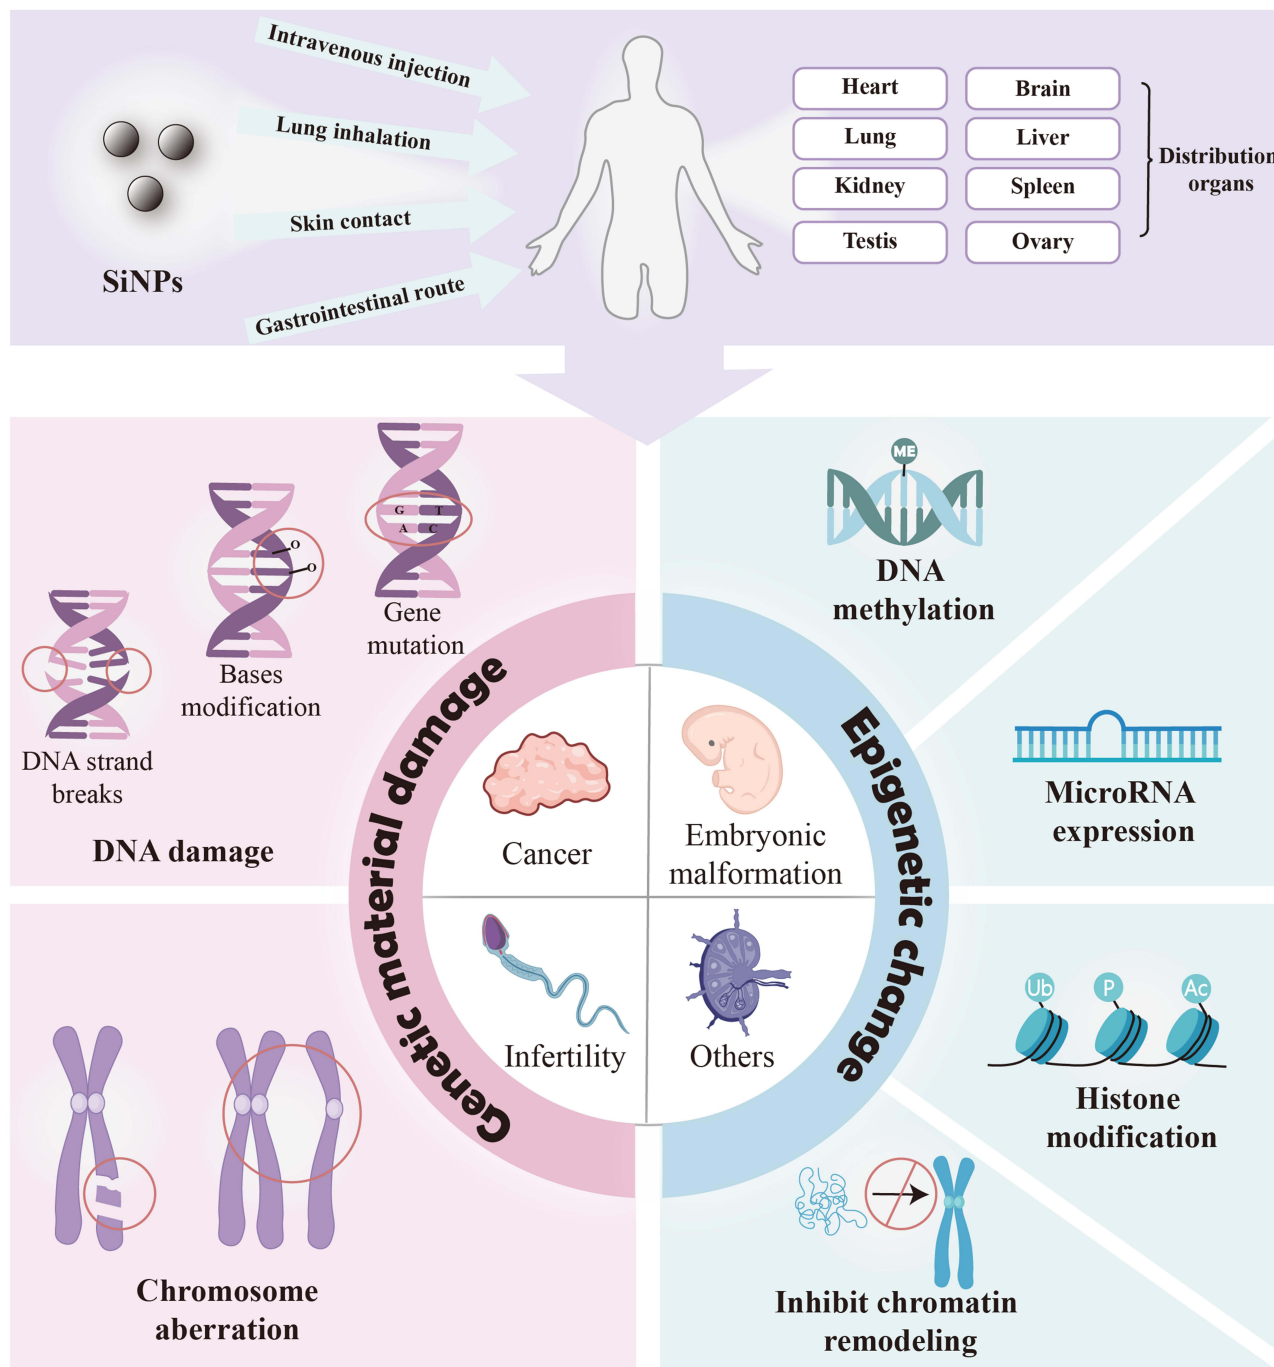 Intravenous injection
Lung inhalation
Skin contact
Gastrointestinal route
SiNPs
Heart
Brain
Lung
Liver
Kidney
Spleen
Testis
Ovary
Distribution
organs
G T
A C
Gene
mutation
O
O
Bases
modification
DNA strand
breaks
DNA damage
ME
DNA
methylation
MicroRNA
expression
Genetic material damage
Epigenetic change
Cancer
Embryonic
malformation
Infertility
Others
Ub
P
Ac
Histone
modification
Chromosome
aberration
Inhibit chromatin
remodeling